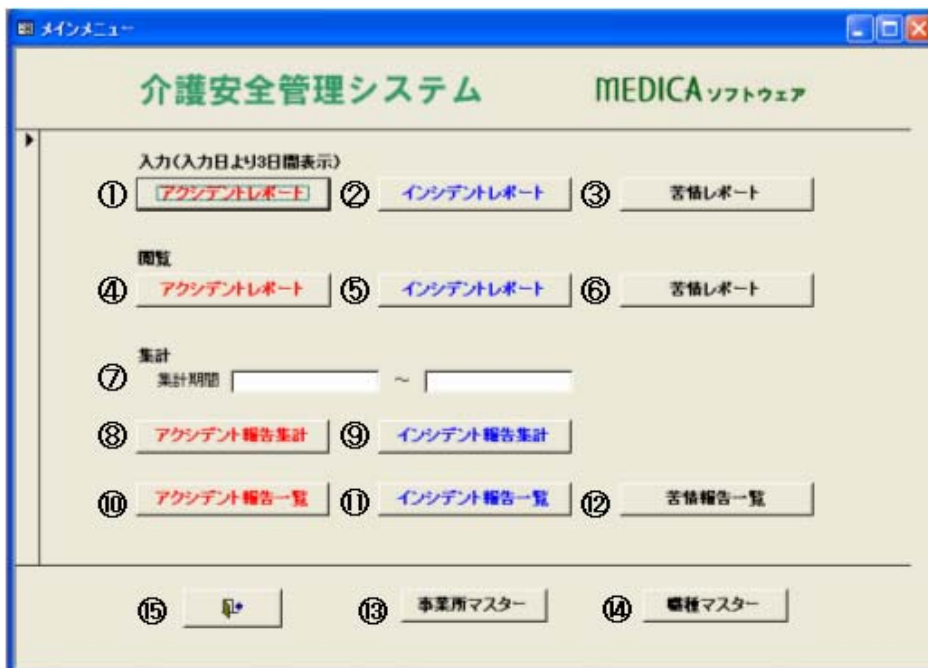 メインメニュー
介護安全管理システム MEDICAソフトウェア
入力(入力日より3日間表示)
① アクシデントレポート ② インシデントレポート ③ 苦情レポート
閲覧
④ アクシデントレポート ⑤ インシデントレポート ⑥ 苦情レポート
集計
⑦ 集計期間 ～
⑧ アクシデント報告集計 ⑨ インシデント報告集計
⑩ アクシデント報告一覧 ⑪ インシデント報告一覧 ⑫ 苦情報告一覧
⑮ ⑬ 事業所マスター ⑭ 職種マスター